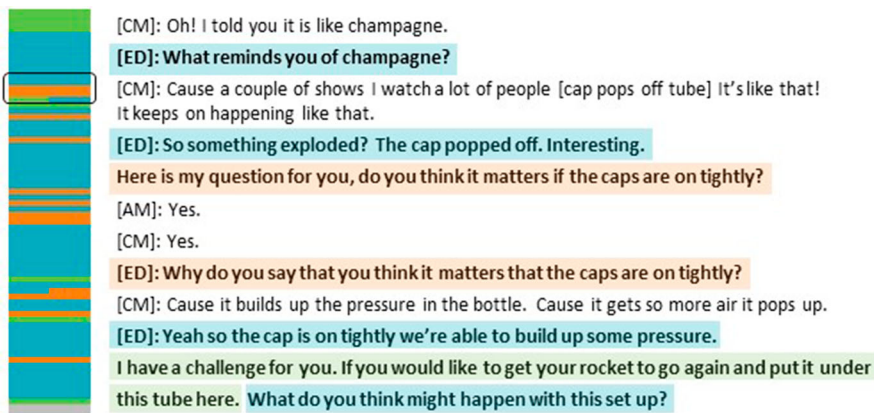 [CM]: Oh! I told you it is like champagne.
[ED]: What reminds you of champagne?
[CM]: Cause a couple of shows I watch a lot of people [cap pops off tube] It's like that!
It keeps on happening like that.
[ED]: So something exploded? The cap popped off. Interesting.
Here is my question for you, do you think it matters if the caps are on tightly?
[AM]: Yes.
[CM]: Yes.
[ED]: Why do you say that you think it matters that the caps are on tightly?
[CM]: Cause it builds up the pressure in the bottle. Cause it gets so more air it pops up.
[ED]: Yeah so the cap is on tightly we're able to build up some pressure.
I have a challenge for you. If you would like to get your rocket to go again and put it under
this tube here. What do you think might happen with this set up?